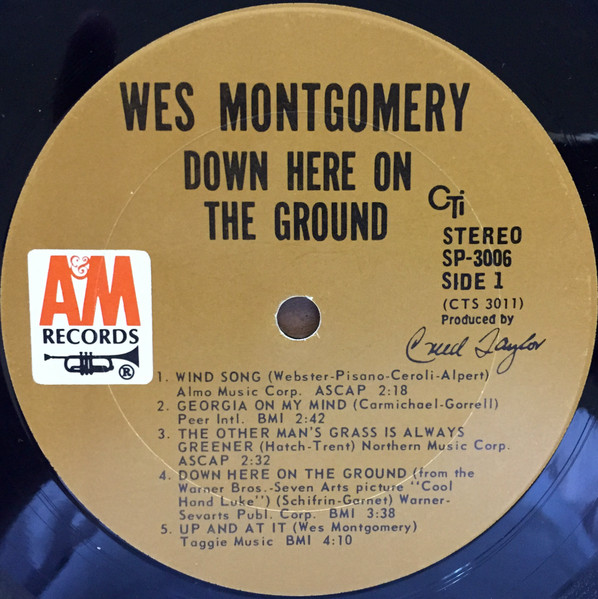 WES MONTGOMERY
DOWN HERE ON
THE GROUND
CTi
STEREO
SP-3006
SIDE 1
(CTS 3011)
Produced by
Creed Taylor
A&M
RECORDS
®
1. WIND SONG (Webster-Pisano-Ceroli-Alpert)
Almo Music Corp. ASCAP 2:18
2. GEORGIA ON MY MIND (Carmichael-Gorrell)
Peer Intl. BMI 2:42
3. THE OTHER MAN'S GRASS IS ALWAYS
GREENER (Hatch-Trent) Northern Music Corp.
ASCAP 2:32
4. DOWN HERE ON THE GROUND (from the
Warner Bros.-Seven Arts picture "Cool
Hand Luke") (Schifrin-Garnet) Warner-
Sevarts Publ. Corp. BMI 3:38
5. UP AND AT IT (Wes Montgomery)
Taggie Music BMI 4:10